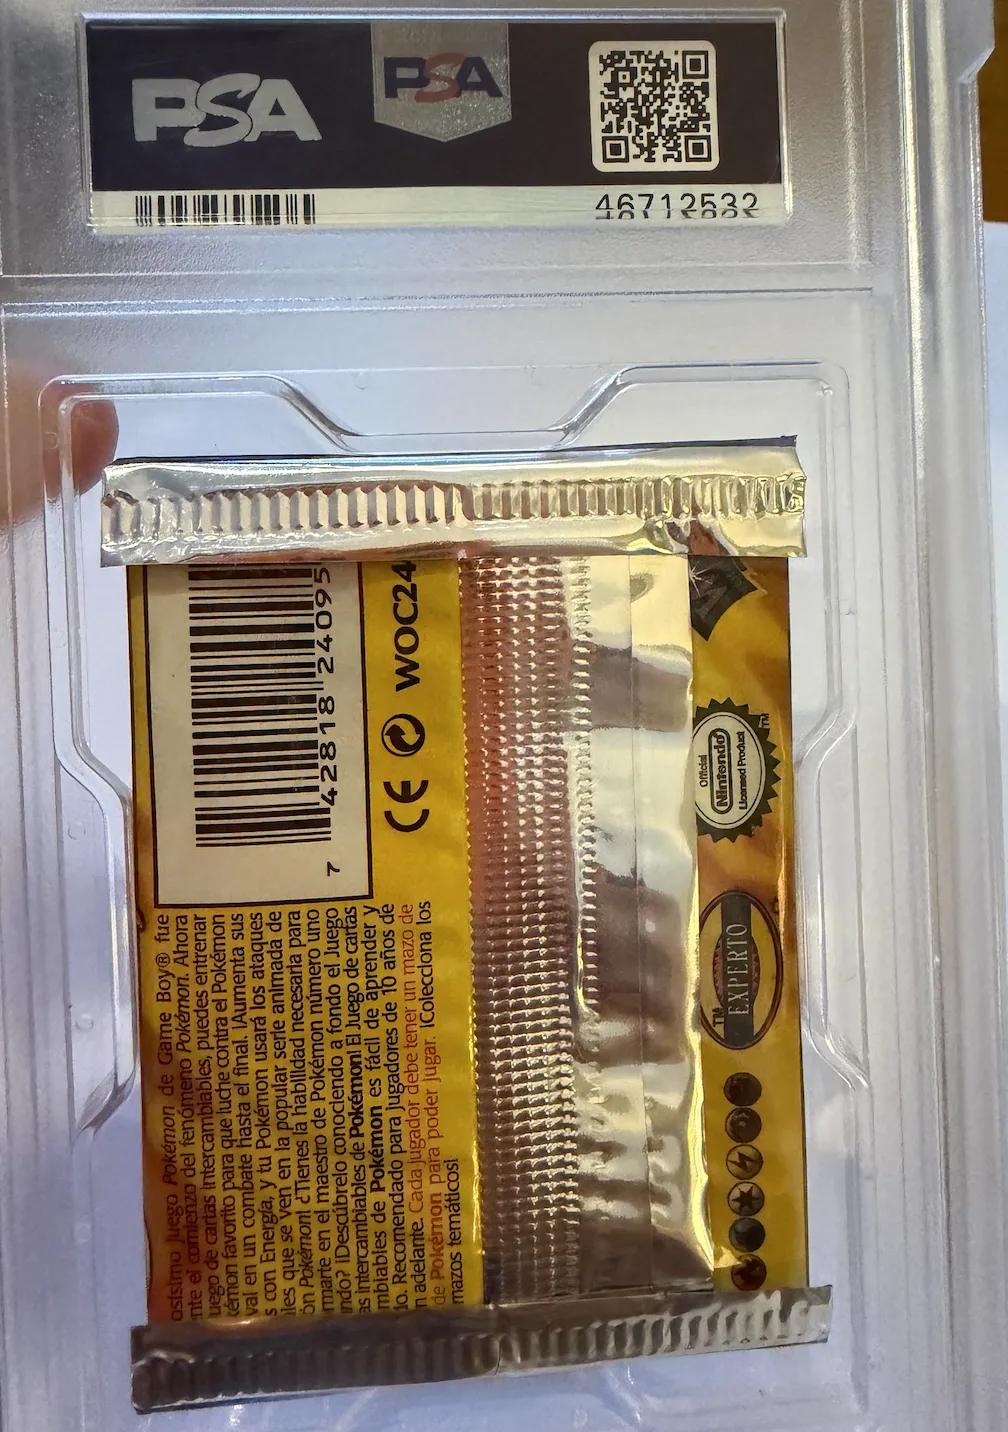 PSA
PSA
46712532
osísimo juego Pokémon de Game Boy® fue
nte el comienzo del fenómeno Pokémon. Ahora
uego de cartas intercambiables, puedes entrenar
kémon favorito para que luche contra el Pokémon
val en un combate hasta el final. ¡Aumenta sus
s con Energía, y tu Pokémon usará los ataques
les que se ven en la popular serie animada de
ón Pokémon! ¿Tienes la habilidad necesaria para
rmarte en el maestro de Pokémon número uno
ndo? ¡Descúbrelo conociendo a fondo el Juego
as intercambiables de Pokémon! El Juego de cartas
mbiables de Pokémon es fácil de aprender y
lo. Recomendado para jugadores de 10 años de
n adelante. Cada jugador debe tener un mazo de
de Pokémon para poder jugar. ¡Colecciona los
mazos temáticos!
7 42818 24095
CE WOC24
EXPERTO™
Official
Nintendo
Licensed Product
™